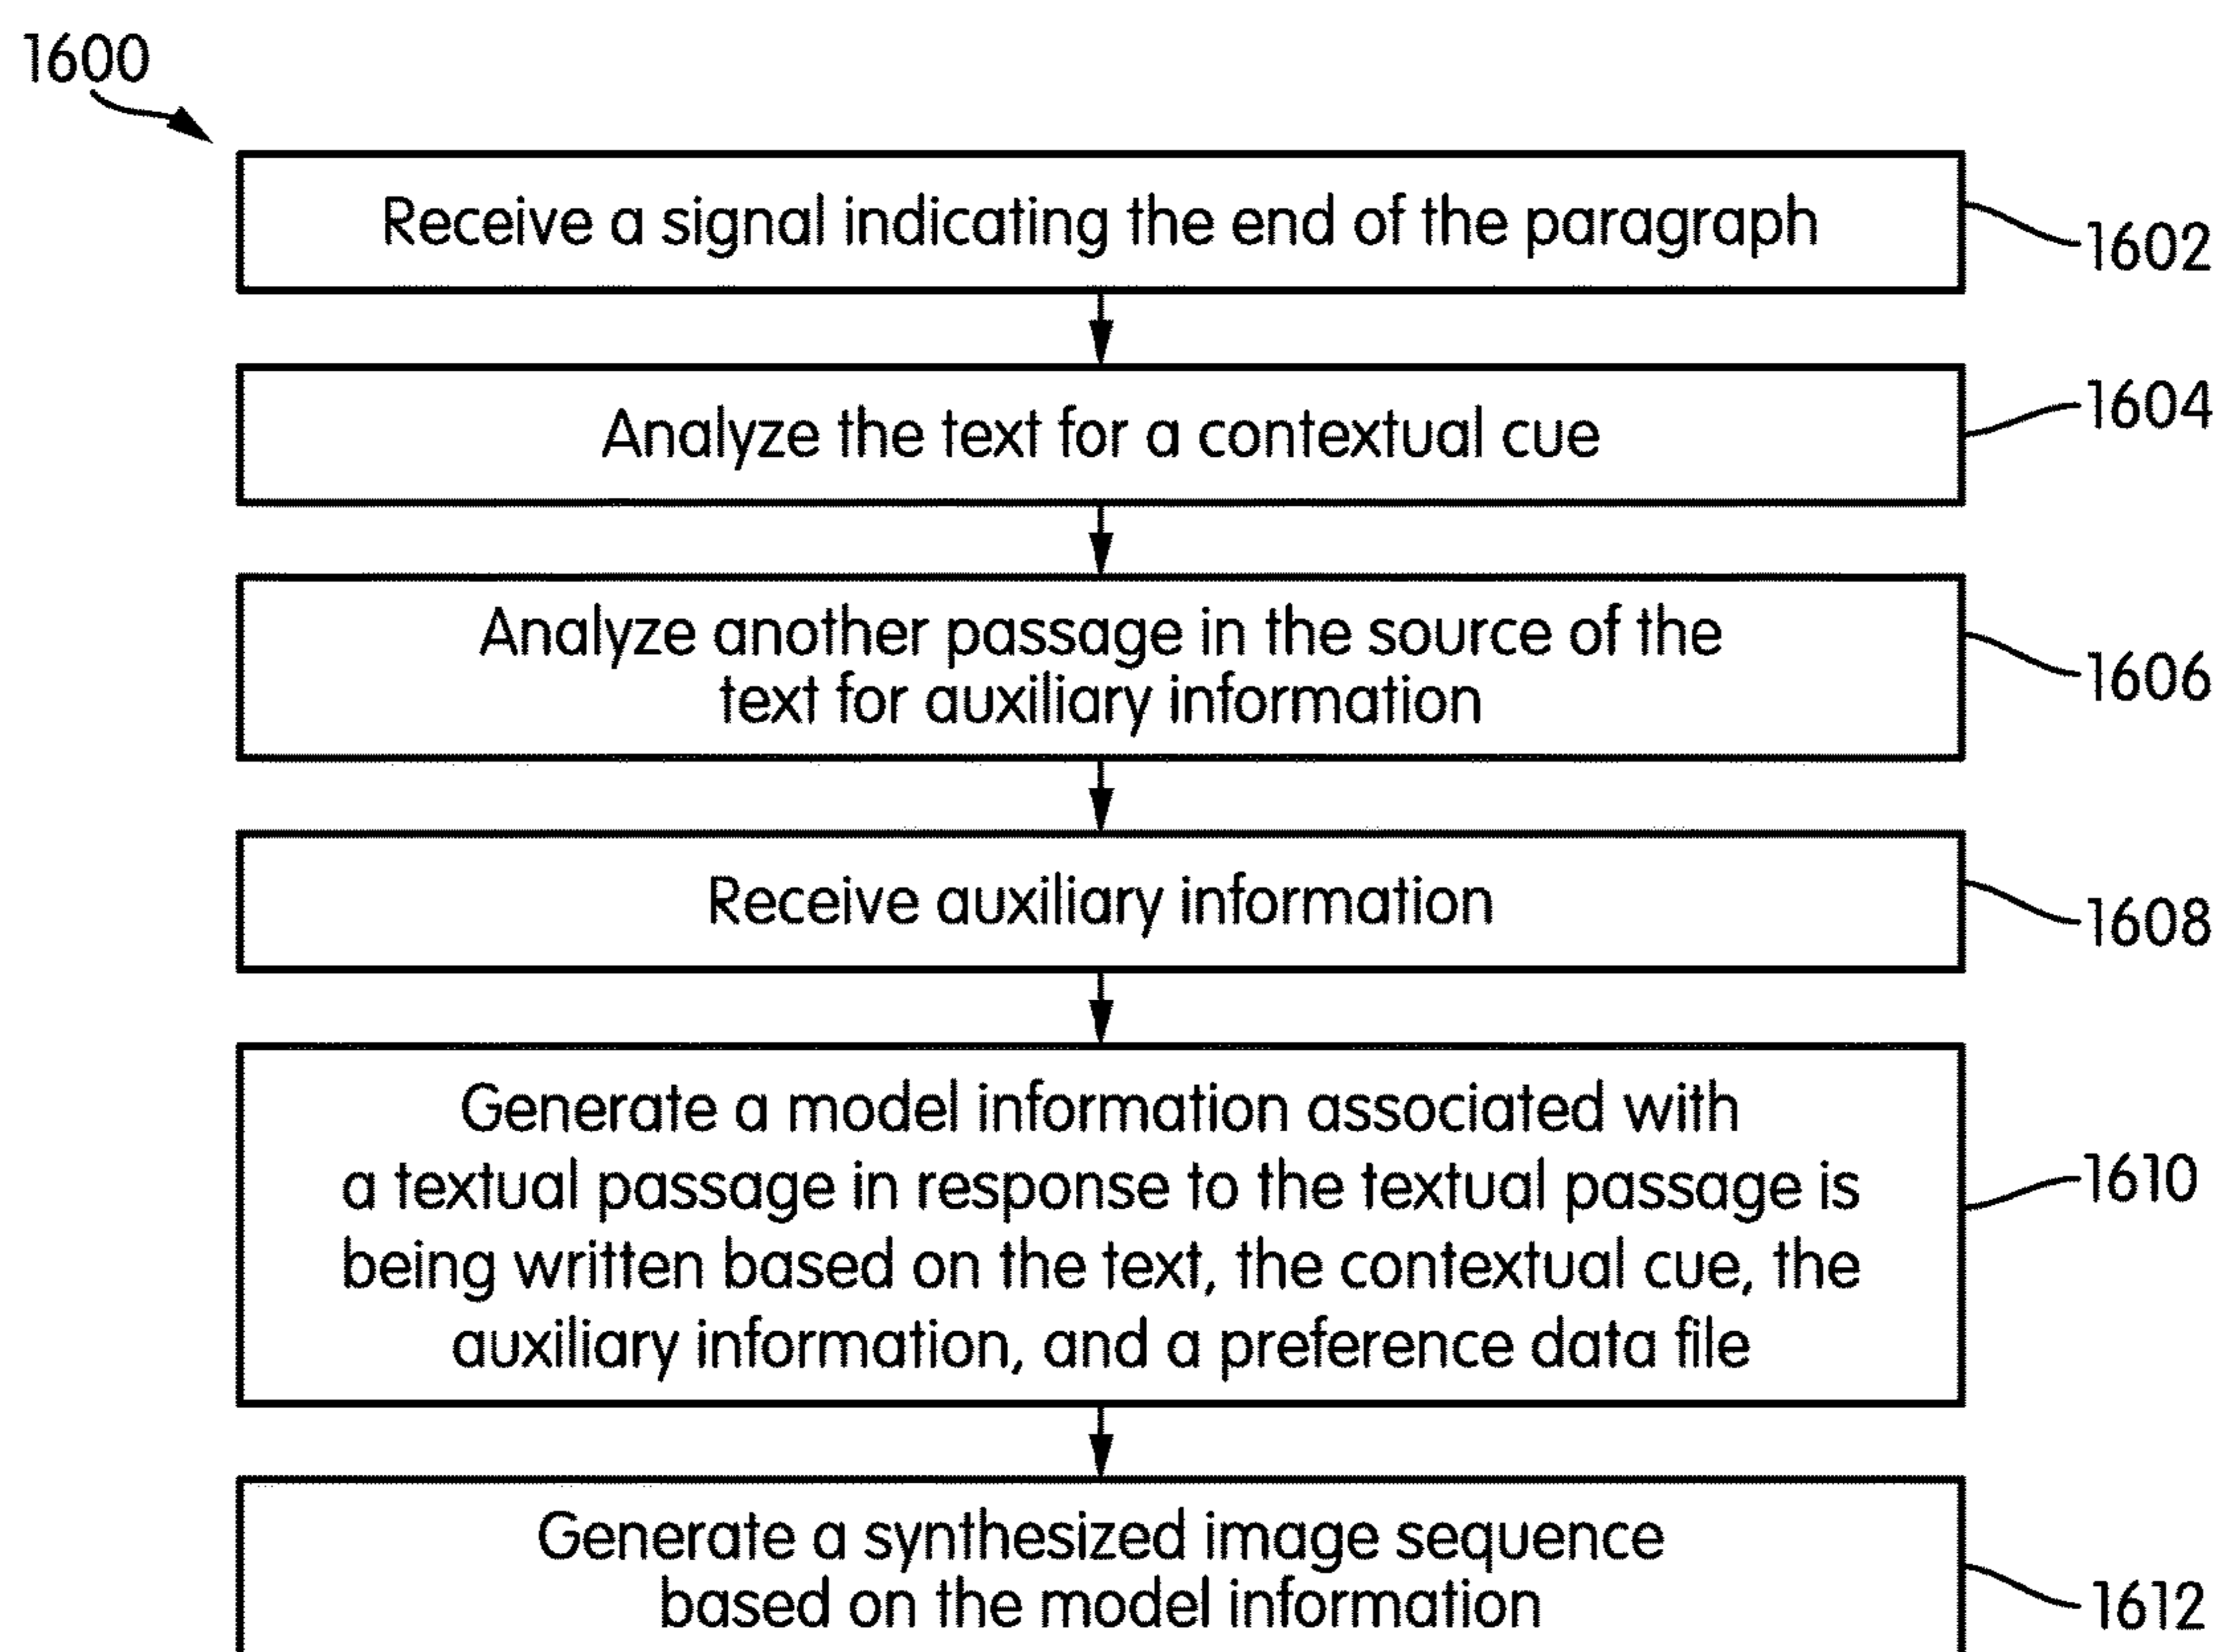 1600
Receive a signal indicating the end of the paragraph
1602
Analyze the text for a contextual cue
1604
Analyze another passage in the source of the
text for auxiliary information
1606
Receive auxiliary information
1608
Generate a model information associated with
a textual passage in response to the textual passage is
being written based on the text, the contextual cue, the
auxiliary information, and a preference data file
1610
Generate a synthesized image sequence
based on the model information
1612